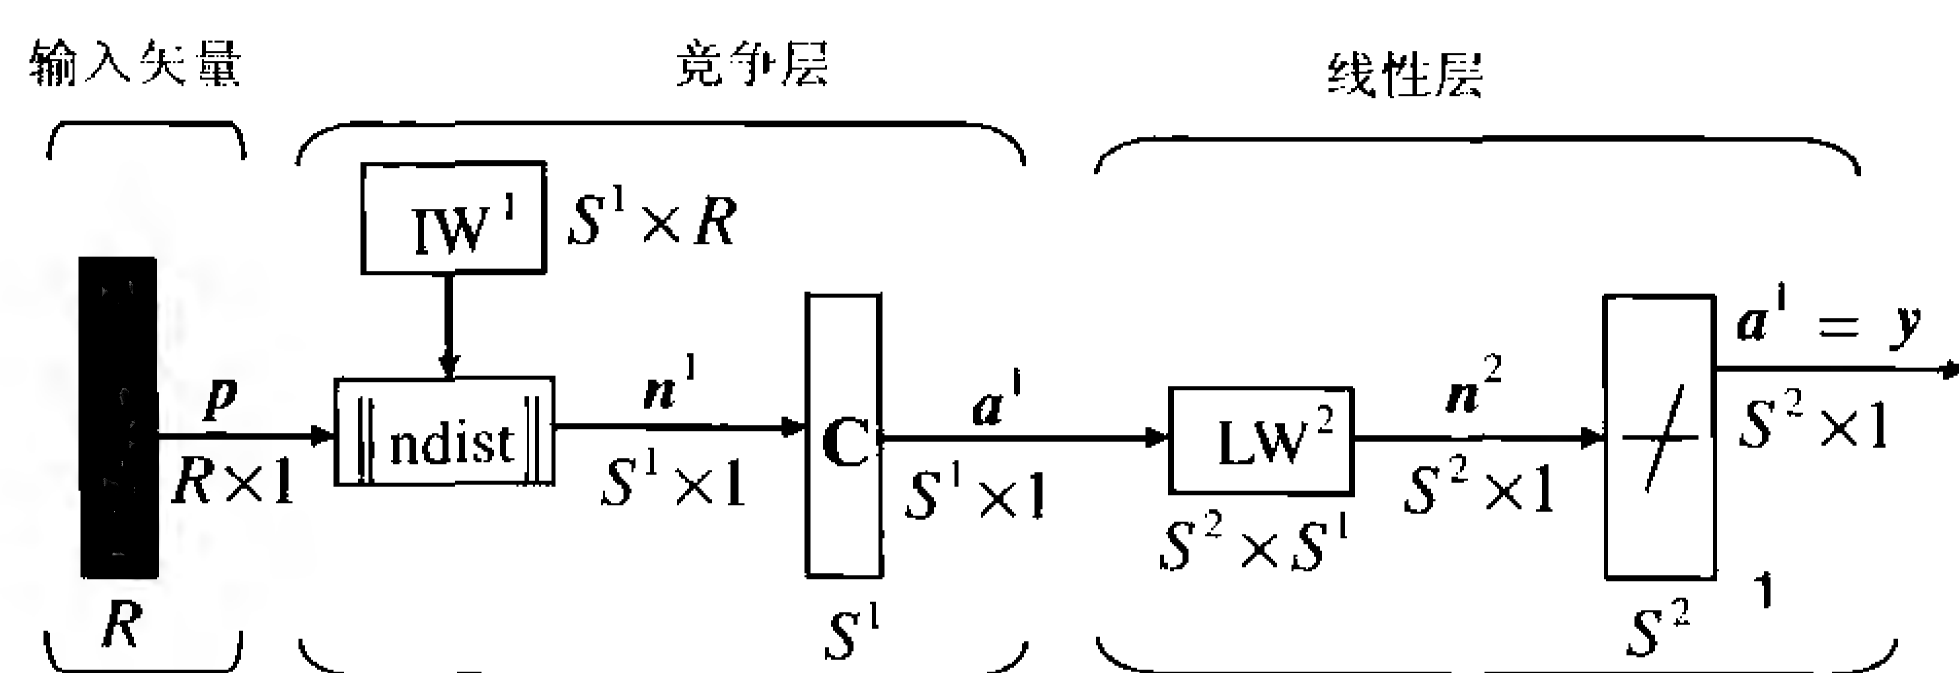 输入矢量
竞争层
线性层
IW¹
S¹×R
p
R×1
‖ndist‖
n¹
S¹×1
C
a¹
S¹×1
LW²
S²×S¹
n²
S²×1
a¹ = y
S²×1
R
S¹
S²
1